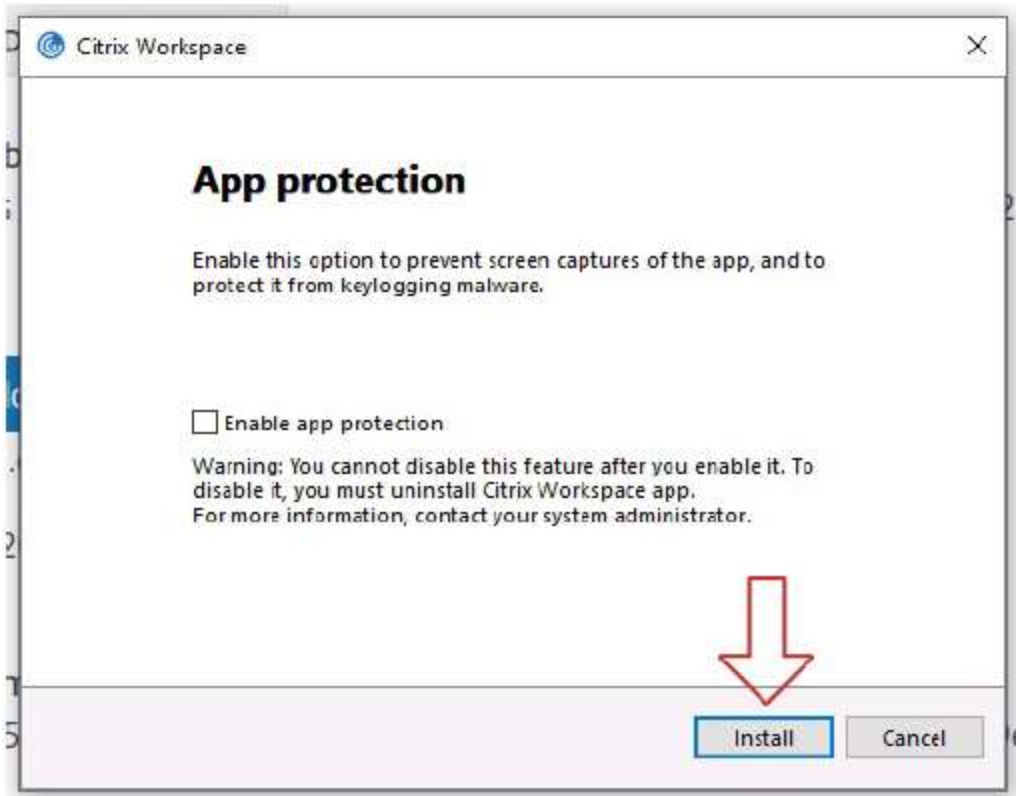 Citrix Workspace
App protection
Enable this option to prevent screen captures of the app, and to
protect it from keylogging malware.
Enable app protection
Warning: You cannot disable this feature after you enable it. To
disable it, you must uninstall Citrix Workspace app.
For more information, contact your system administrator.
Install Cancel